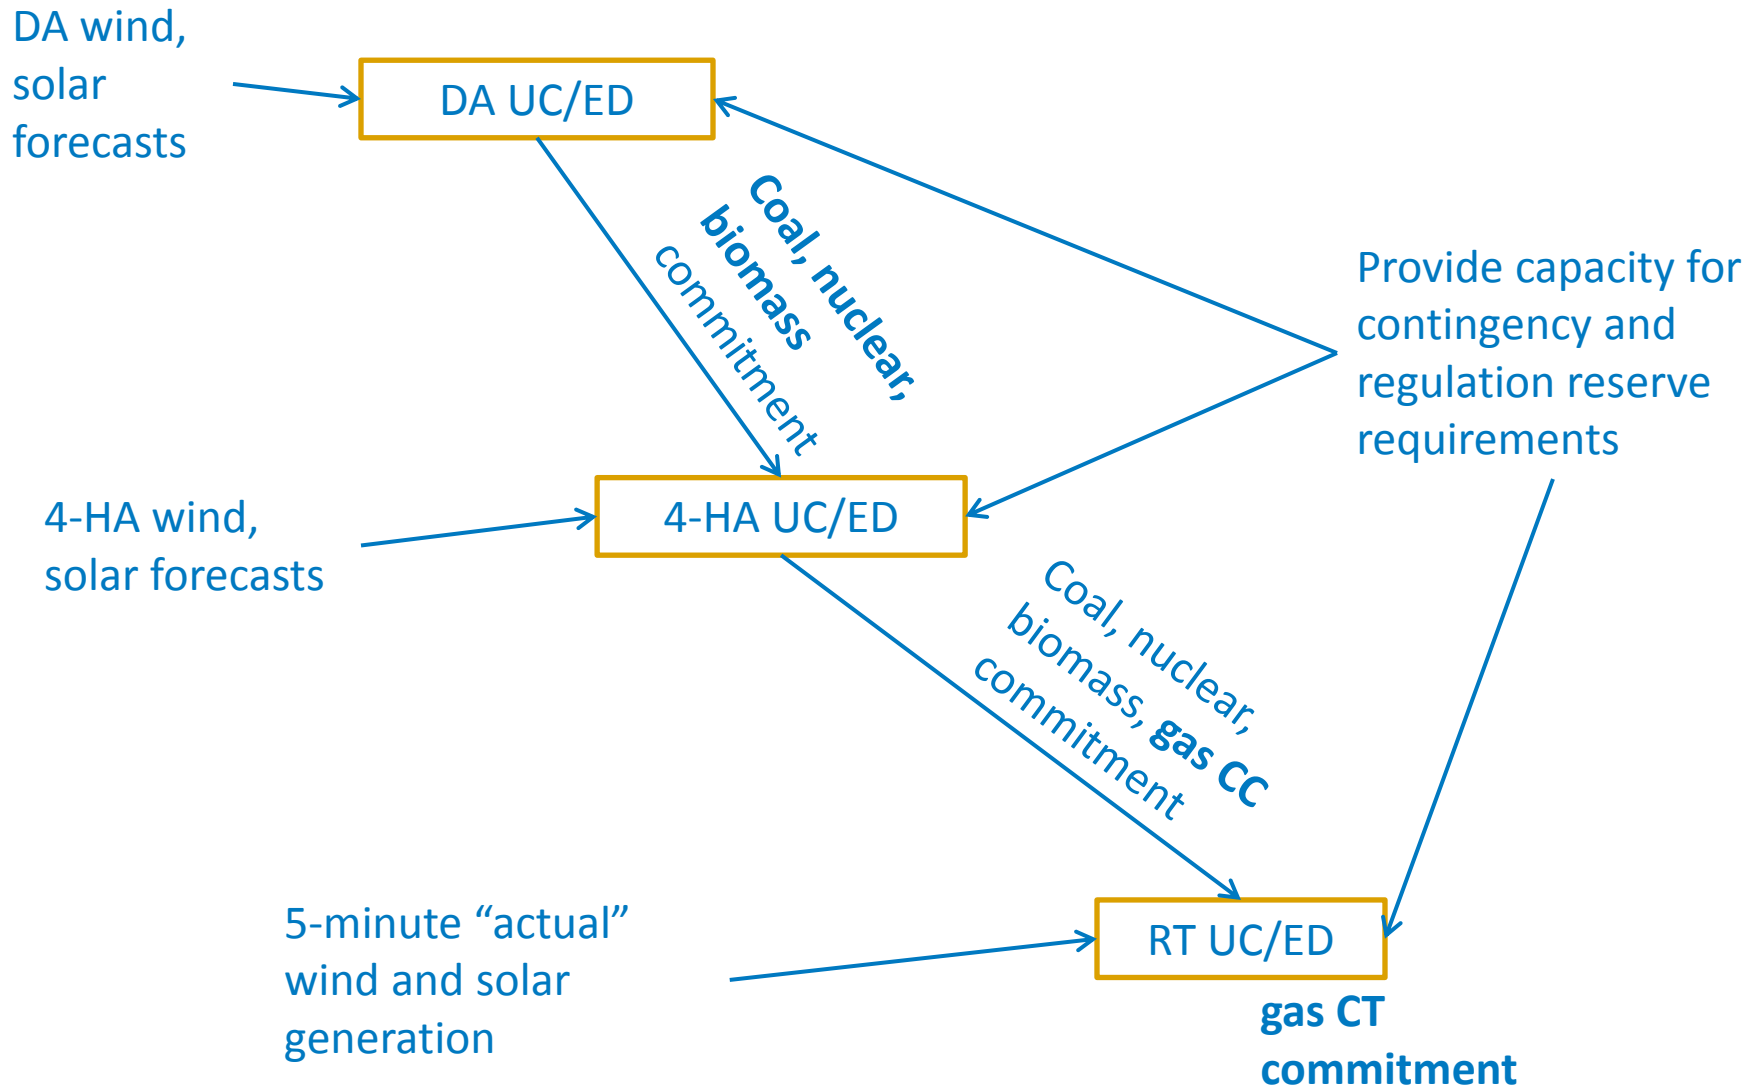 DA wind,
solar
forecasts
DA UC/ED
Coal, nuclear,
biomass
commitment
Provide capacity for
contingency and
regulation reserve
requirements
4-HA wind,
solar forecasts
4-HA UC/ED
Coal, nuclear,
biomass, gas CC
commitment
5-minute “actual”
wind and solar
generation
RT UC/ED
gas CT
commitment